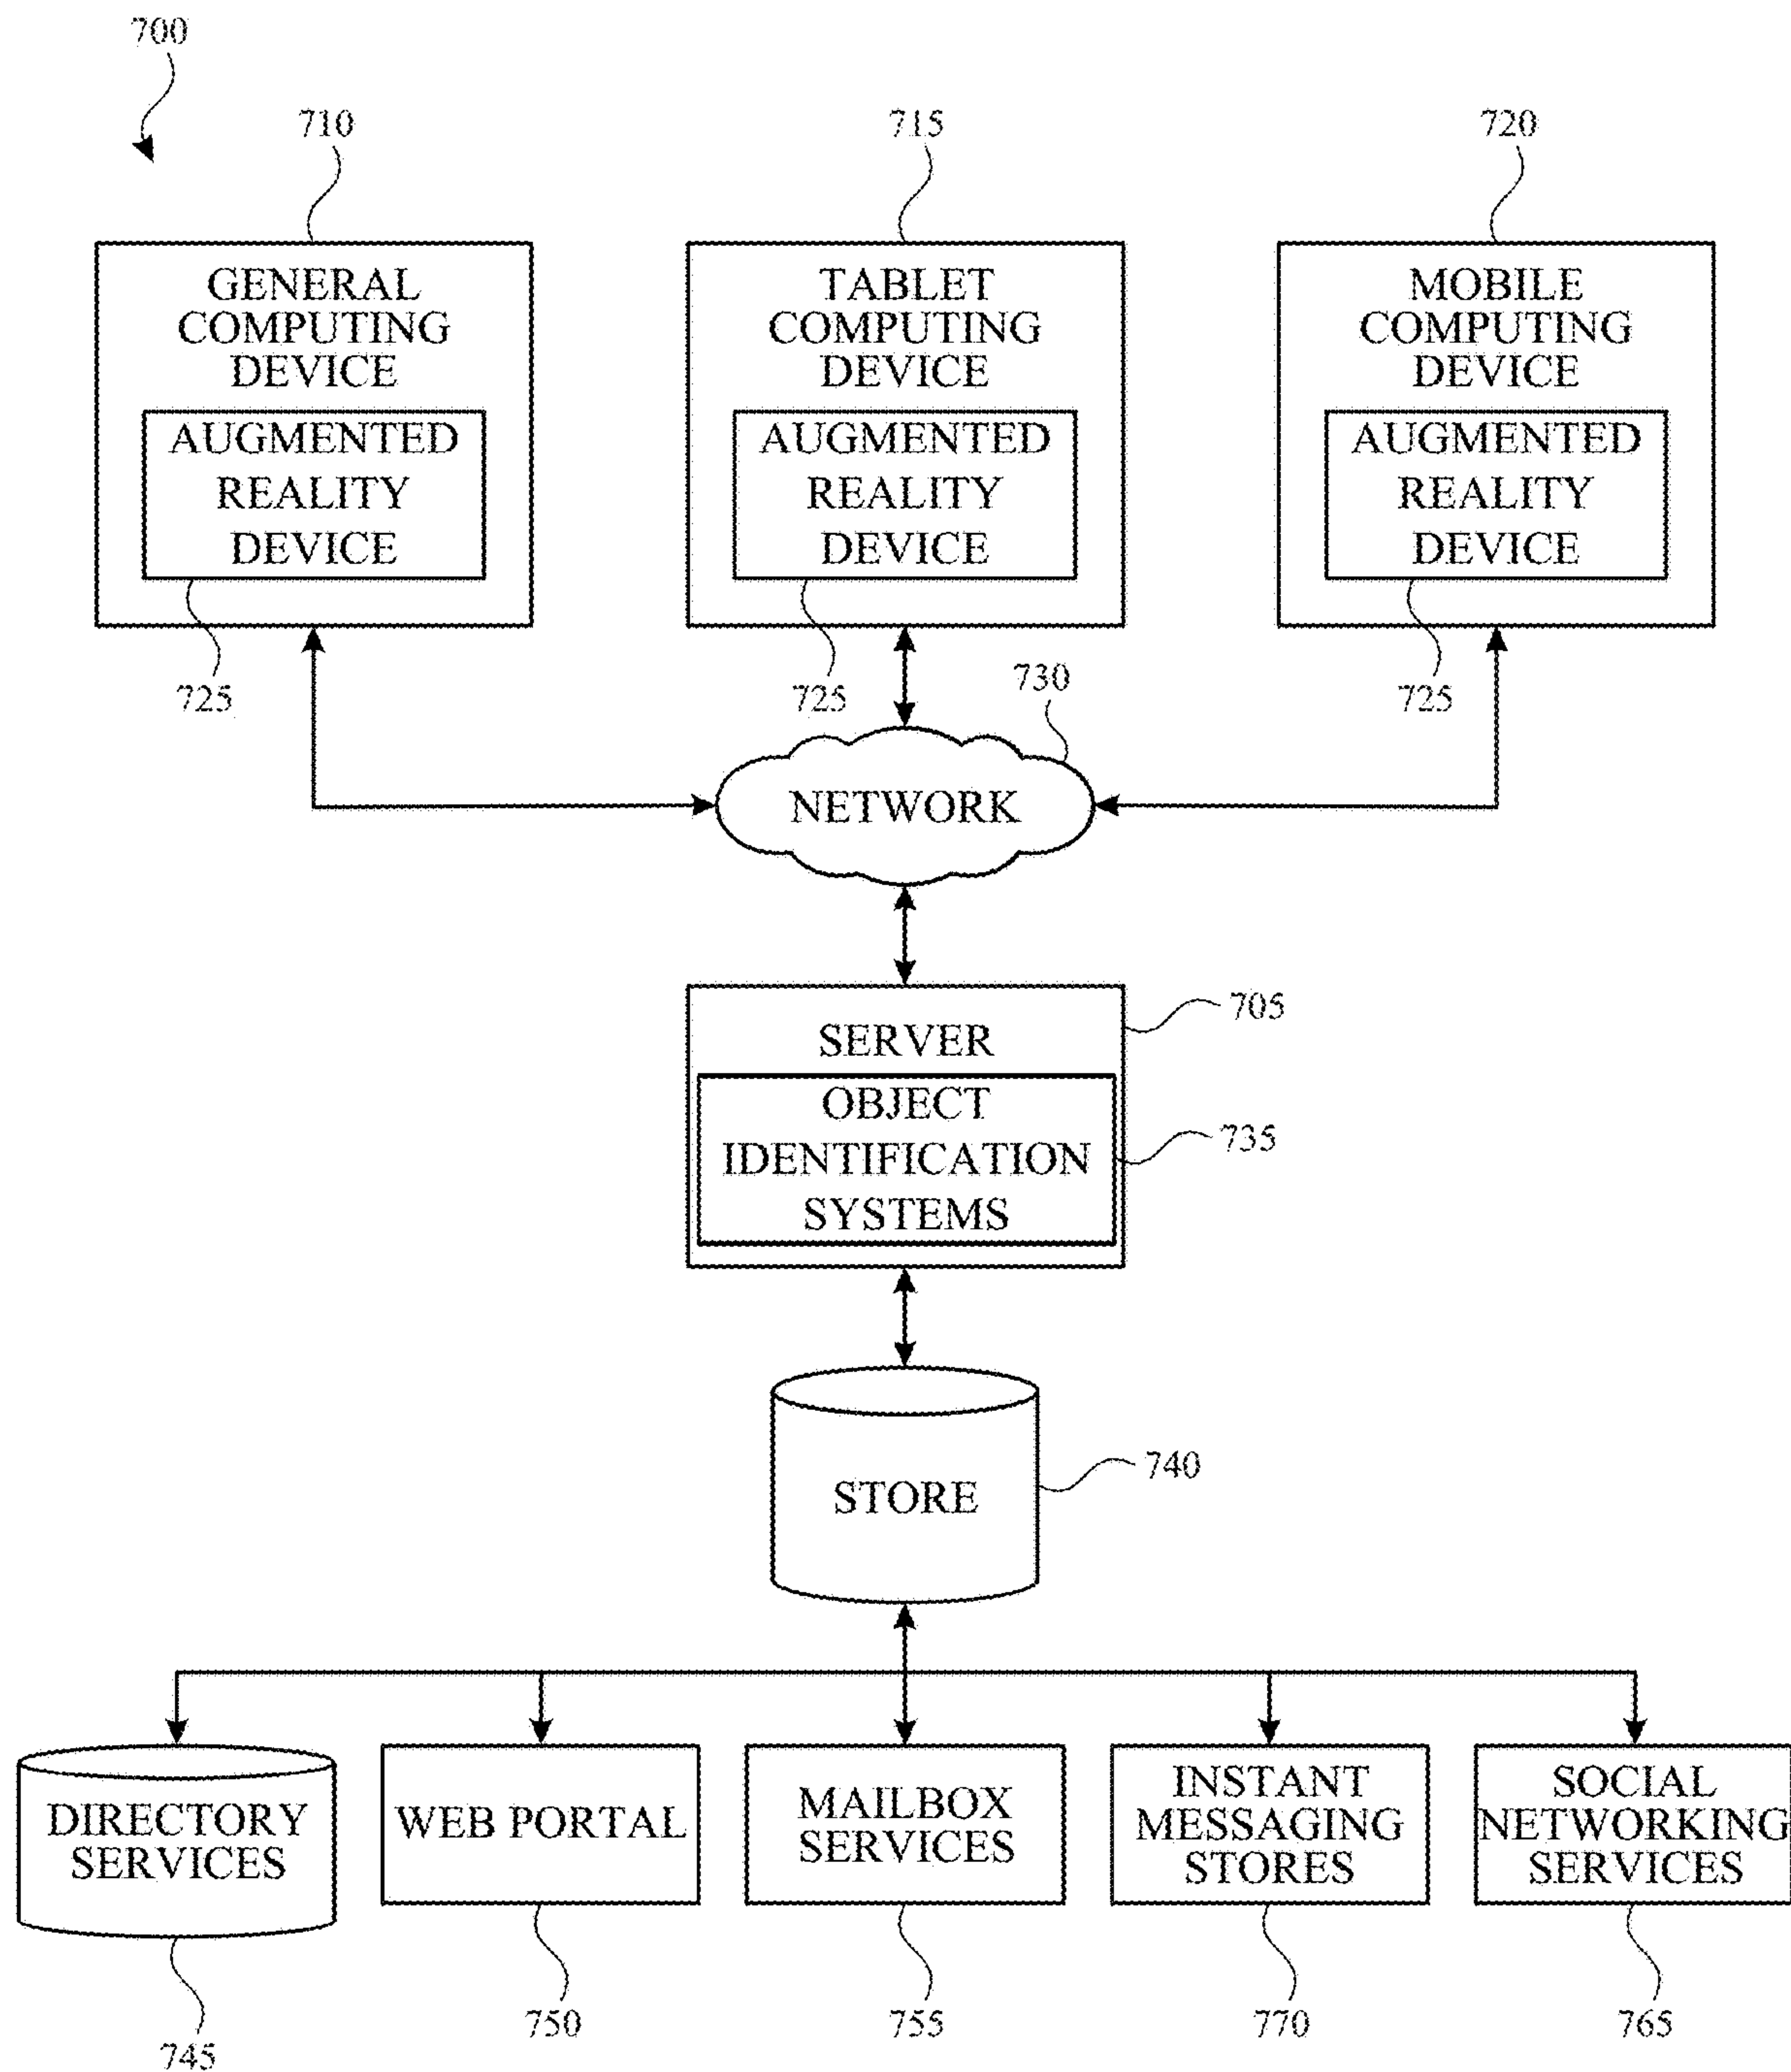 700
710
715
720
GENERAL
COMPUTING
DEVICE
AUGMENTED
REALITY
DEVICE
TABLET
COMPUTING
DEVICE
AUGMENTED
REALITY
DEVICE
MOBILE
COMPUTING
DEVICE
AUGMENTED
REALITY
DEVICE
725
725
730
725
NETWORK
705
SERVER
OBJECT
IDENTIFICATION
SYSTEMS
735
STORE
740
DIRECTORY
SERVICES
WEB PORTAL
MAILBOX
SERVICES
INSTANT
MESSAGING
STORES
SOCIAL
NETWORKING
SERVICES
745
750
755
770
765